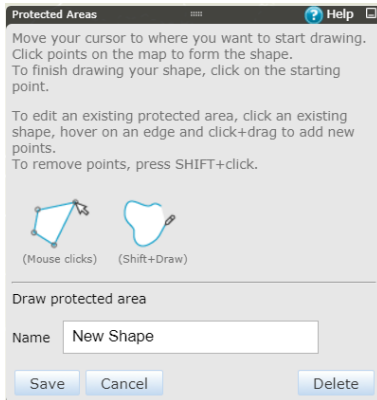 Protected Areas
Help
Move your cursor to where you want to start drawing.
Click points on the map to form the shape.
To finish drawing your shape, click on the starting
point.
To edit an existing protected area, click an existing
shape, hover on an edge and click+drag to add new
points.
To remove points, press SHIFT+click.
(Mouse clicks) (Shift+Draw)
Draw protected area
Name New Shape
Save Cancel Delete